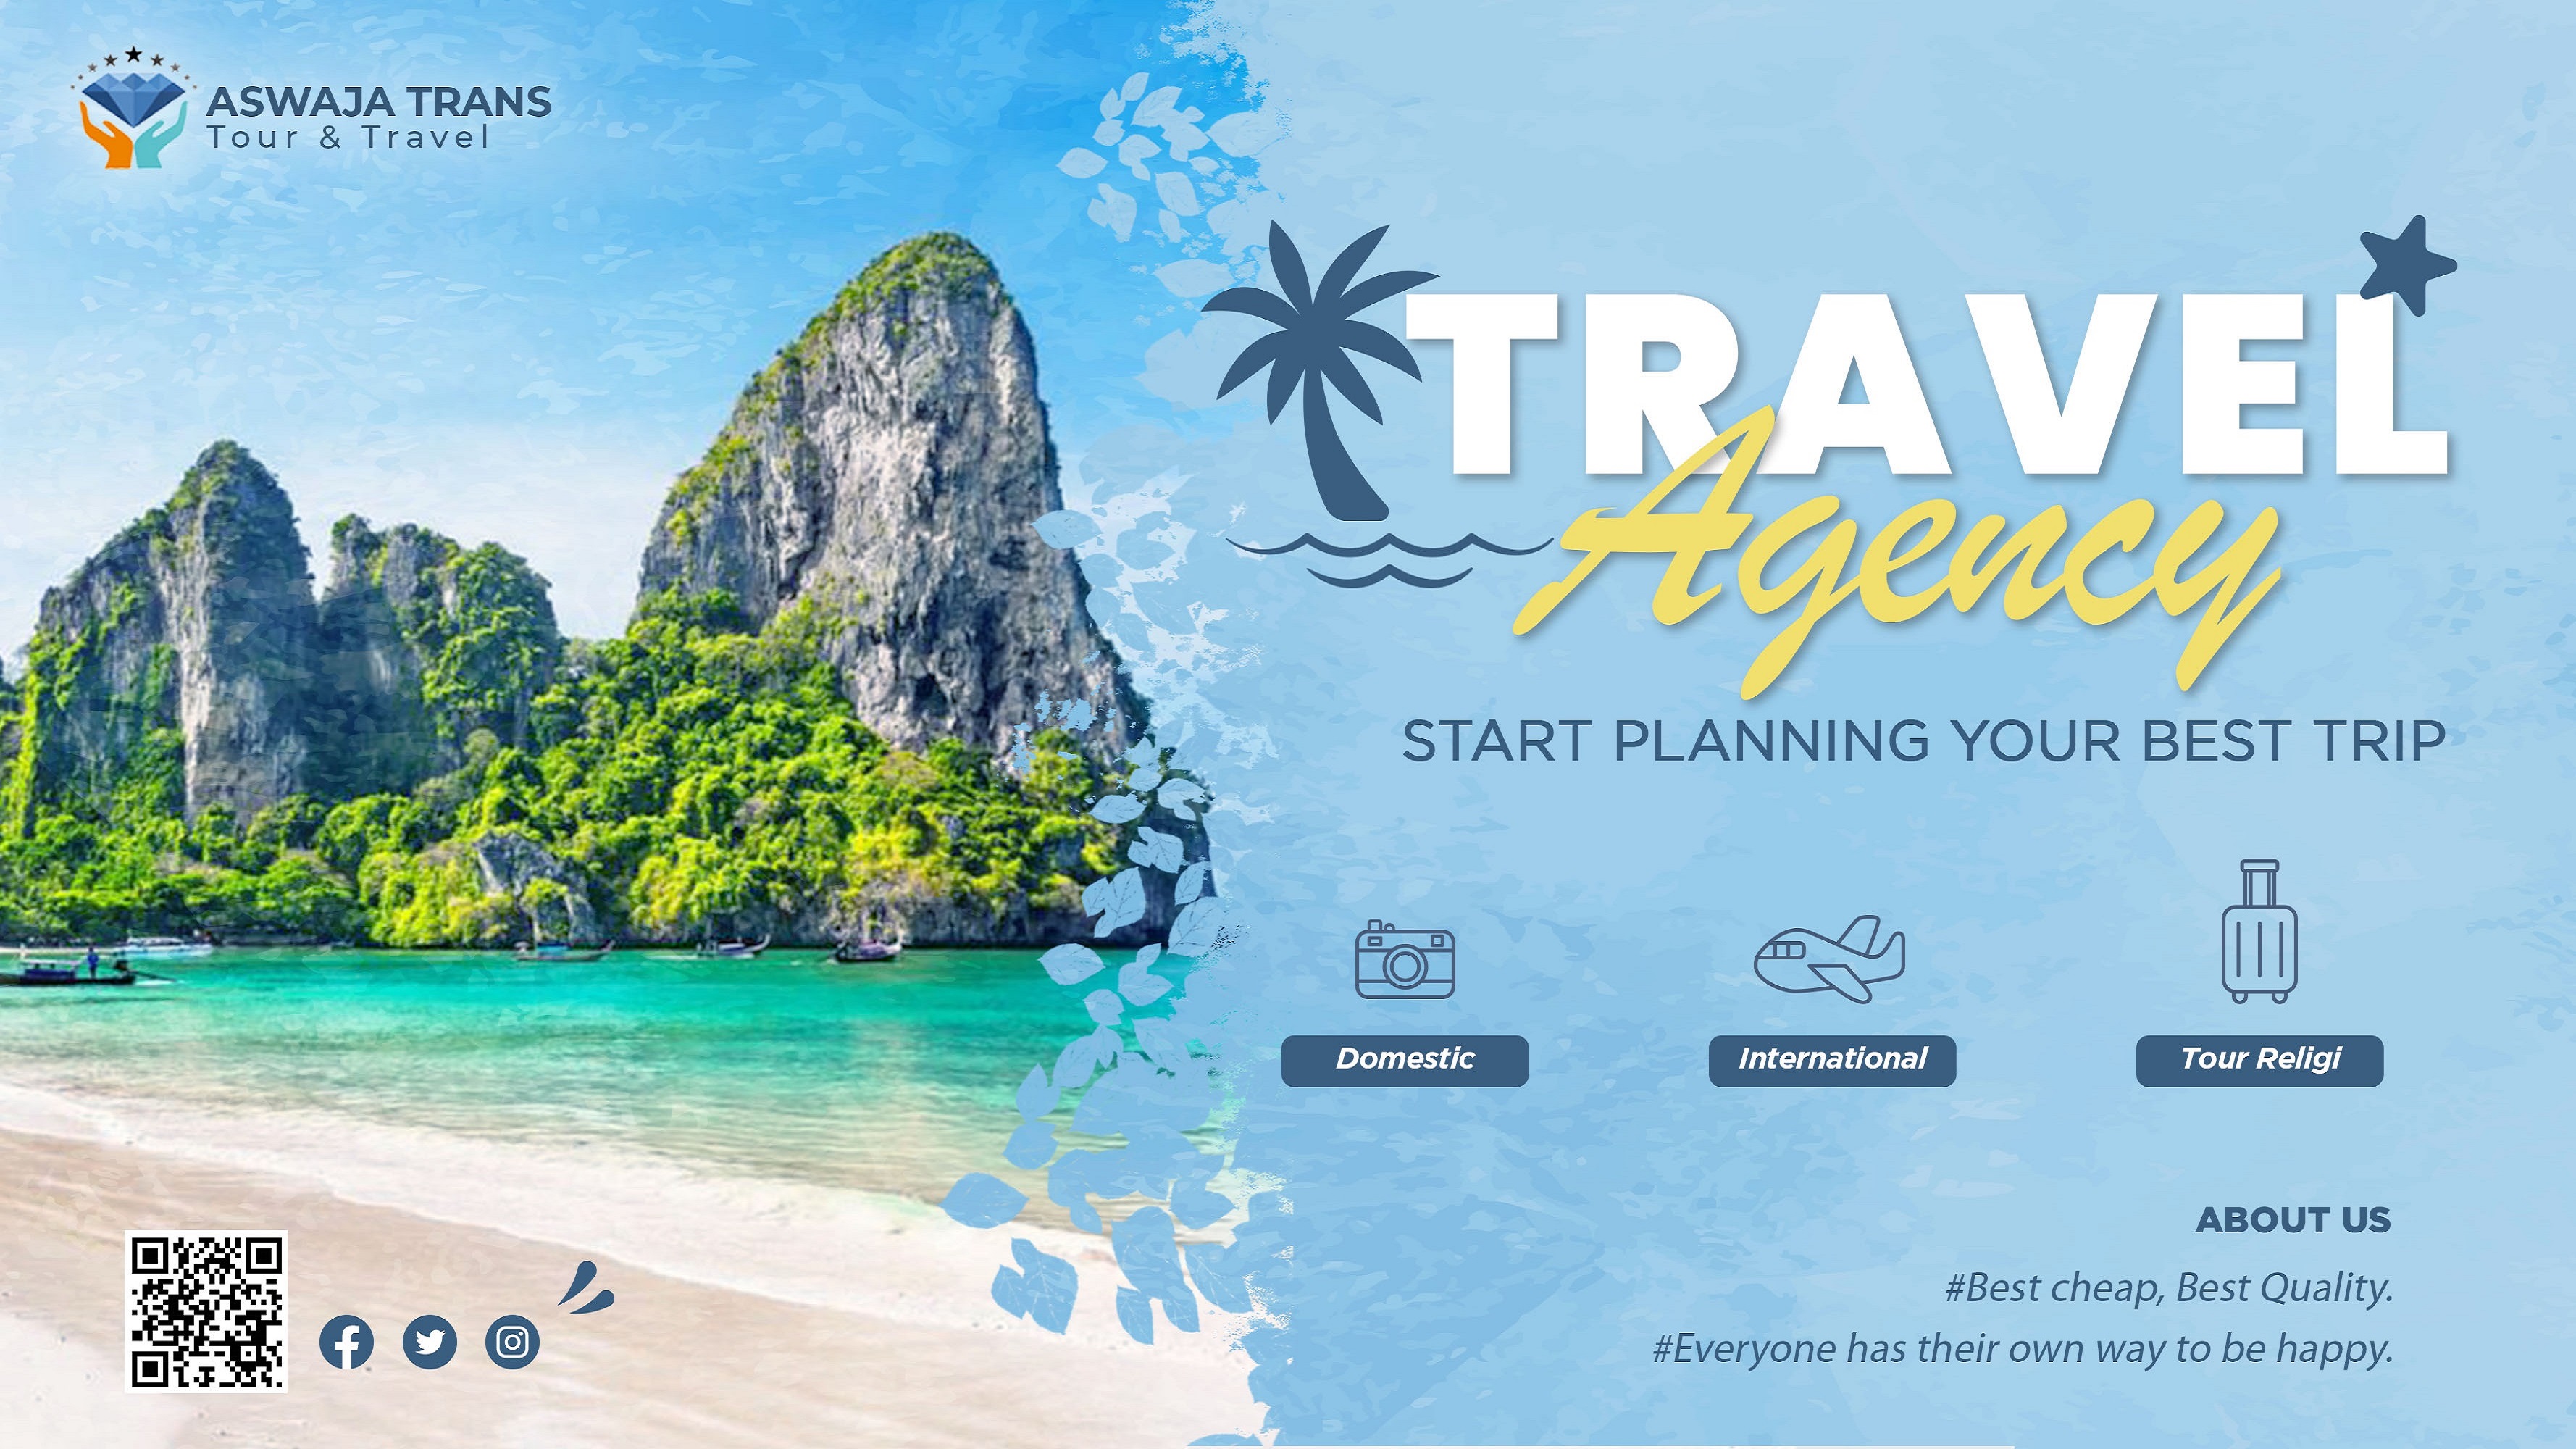 ASWAJA TRANS
Tour & Travel
TRAVEL
Agency
START PLANNING YOUR BEST TRIP
Domestic
International
Tour Religi
ABOUT US
#Best cheap, Best Quality.
#Everyone has their own way to be happy.